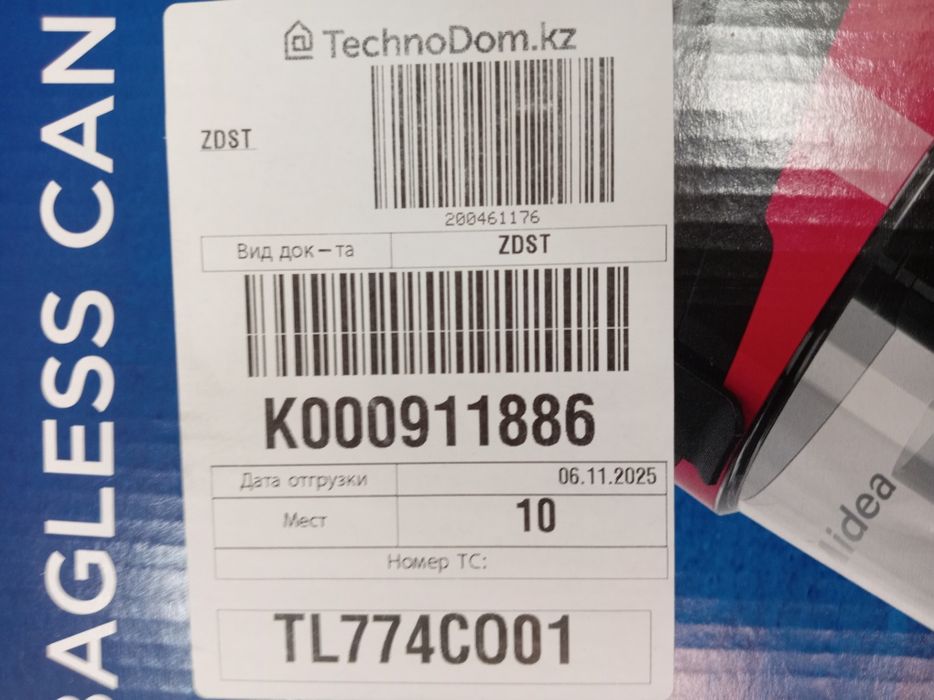 TechnoDom.kz
ZDST
200461176
Вид док-та ZDST
K000911886
Дата отгрузки 06.11.2025
Мест 10
Номер ТС:
TL774CO01
BAGLESS CAN
idea